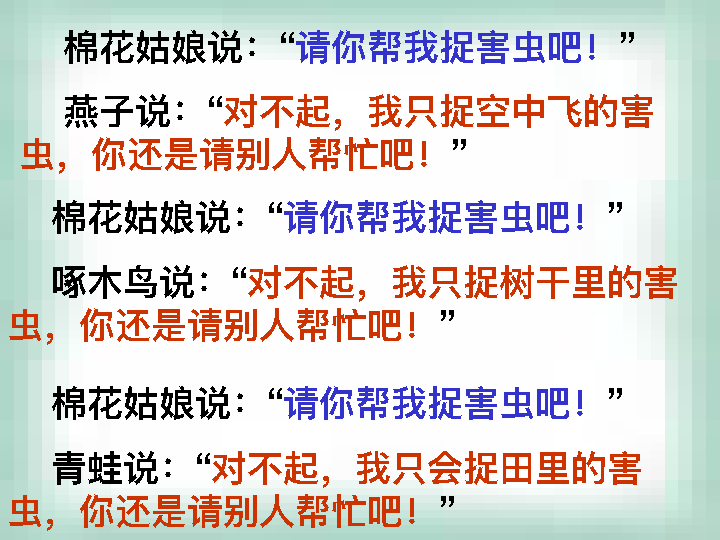 棉花姑娘说：“请你帮我捉害虫吧！”
燕子说：“对不起，我只捉空中飞的害
虫，你还是请别人帮忙吧！”
棉花姑娘说：“请你帮我捉害虫吧！”
啄木鸟说：“对不起，我只捉树干里的害
虫，你还是请别人帮忙吧！”
棉花姑娘说：“请你帮我捉害虫吧！”
青蛙说：“对不起，我只会捉田里的害
虫，你还是请别人帮忙吧！”